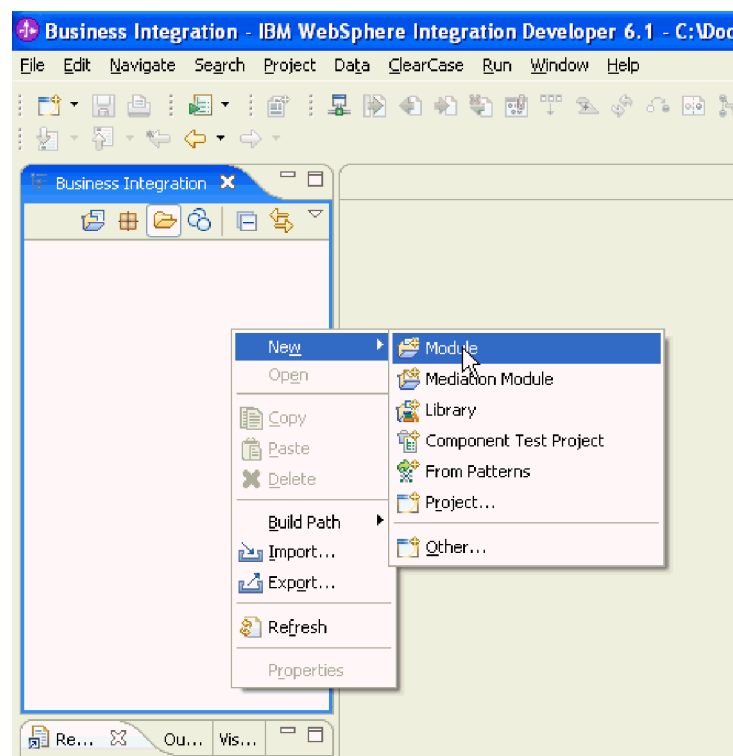 Business Integration - IBM WebSphere Integration Developer 6.1 - C:\Doc
File Edit Navigate Search Project Data ClearCase Run Window Help
Business Integration
New
Open
Copy
Paste
Delete
Build Path
Import...
Export...
Refresh
Properties
Module
Mediation Module
Library
Component Test Project
From Patterns
Project...
Other...
Re... Ou... Vis...